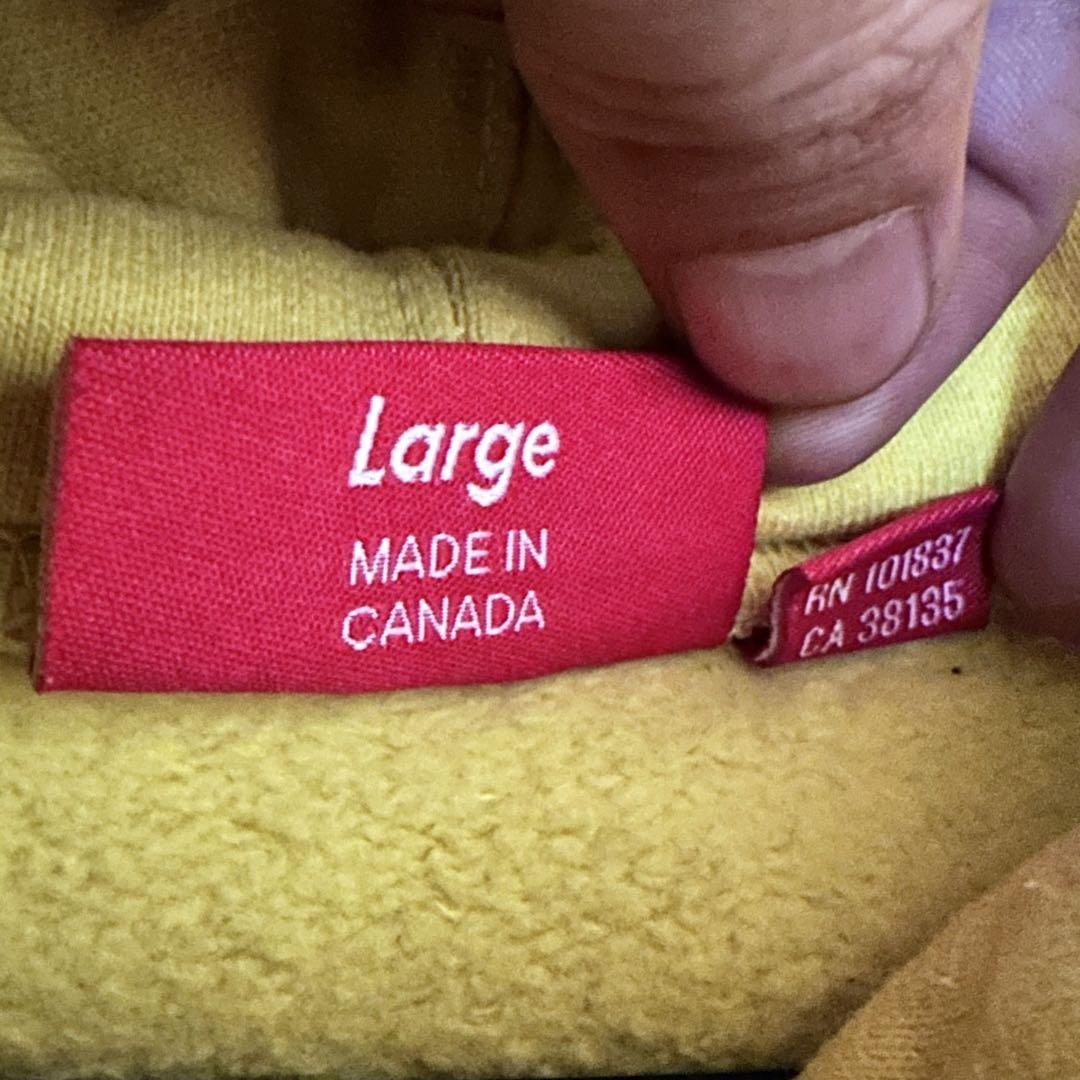 Large
MADE IN
CANADA
RN 101837
CA 38135